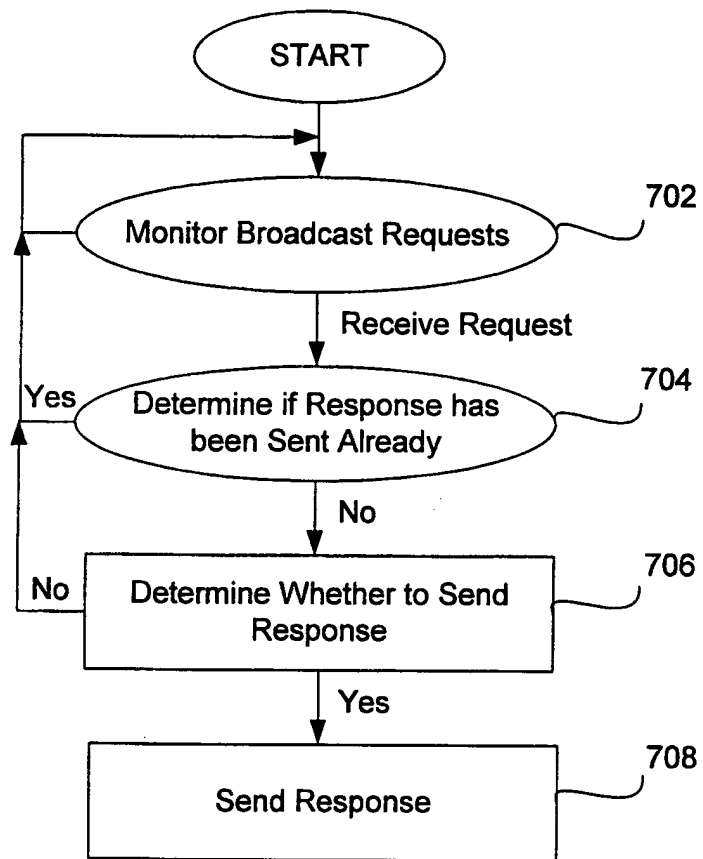 START
Monitor Broadcast Requests
702
Receive Request
Yes
Determine if Response has
been Sent Already
704
No
No
Determine Whether to Send
Response
706
Yes
Send Response
708